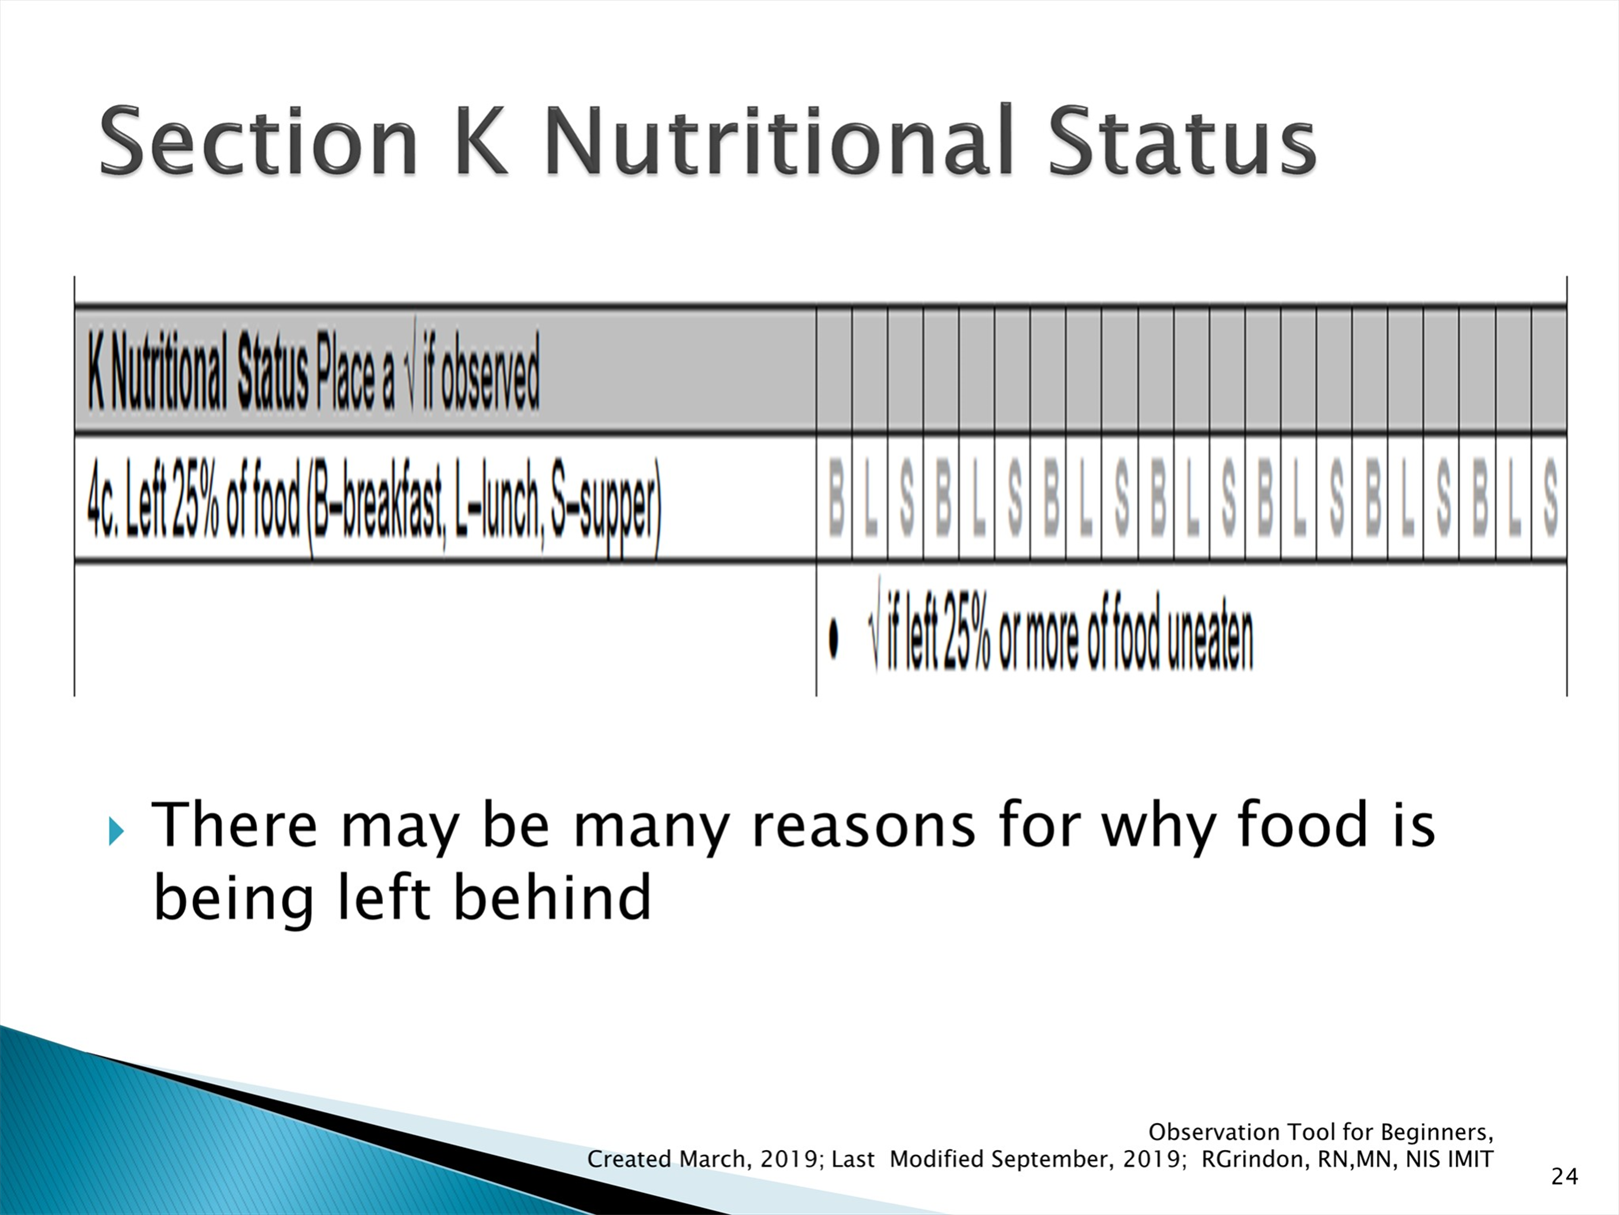 Section K Nutritional Status
K Nutritional Status Place a √ if observed
4c. Left 25% of food (B–breakfast, L–lunch, S–supper) B L S B L S B L S B L S B L S B L S B L S
• √ if left 25% or more of food uneaten
There may be many reasons for why food is
being left behind
Observation Tool for Beginners,
Created March, 2019; Last Modified September, 2019; RGrindon, RN,MN, NIS IMIT
24